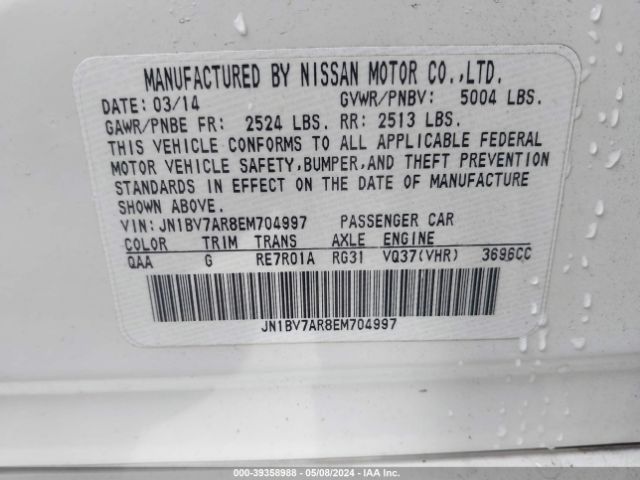 MANUFACTURED BY NISSAN MOTOR CO.,LTD.
DATE: 03/14 GVWR/PNBV: 5004 LBS.
GAWR/PNBE FR: 2524 LBS. RR: 2513 LBS.
THIS VEHICLE CONFORMS TO ALL APPLICABLE FEDERAL
MOTOR VEHICLE SAFETY,BUMPER,AND THEFT PREVENTION
STANDARDS IN EFFECT ON THE DATE OF MANUFACTURE
SHOWN ABOVE.
VIN: JN1BV7AR8EM704997 PASSENGER CAR
COLOR TRIM TRANS AXLE ENGINE
QAA G RE7R01A RG31 VQ37(VHR) 3696CC
JN1BV7AR8EM704997
000-39358988 - 05/08/2024 - IAA Inc.